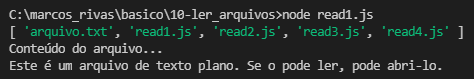 C:\marcos_rivas\basico\10-ler_arquivos>node read1.js
[ 'arquivo.txt', 'read1.js', 'read2.js', 'read3.js', 'read4.js' ]
Conteúdo do arquivo...
Este é um arquivo de texto plano. Se o pode ler, pode abri-lo.